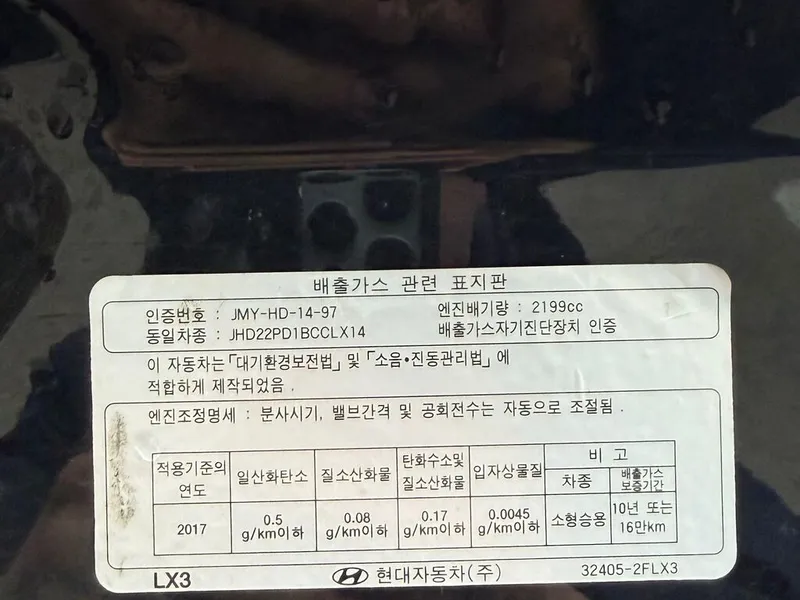 배출가스 관련 표지판
인증번호 : JMY-HD-14-97 엔진배기량 : 2199cc
동일차종 : JHD22PD1BCCLX14 배출가스자기진단장치 인증
이 자동차는「대기환경보전법」및「소음•진동관리법」에
적합하게 제작되었음 .
엔진조정명세 : 분사시기, 밸브간격 및 공회전수는 자동으로 조절됨 .
적용기준의 연도 일산화탄소 질소산화물 탄화수소및 질소산화물 입자상물질 비 고
차종 배출가스 보증기간
2017 0.5 g/km이하 0.08 g/km이하 0.17 g/km이하 0.0045 g/km이하 소형승용 10년 또는 16만km
LX3 현대자동차(주) 32405-2FLX3